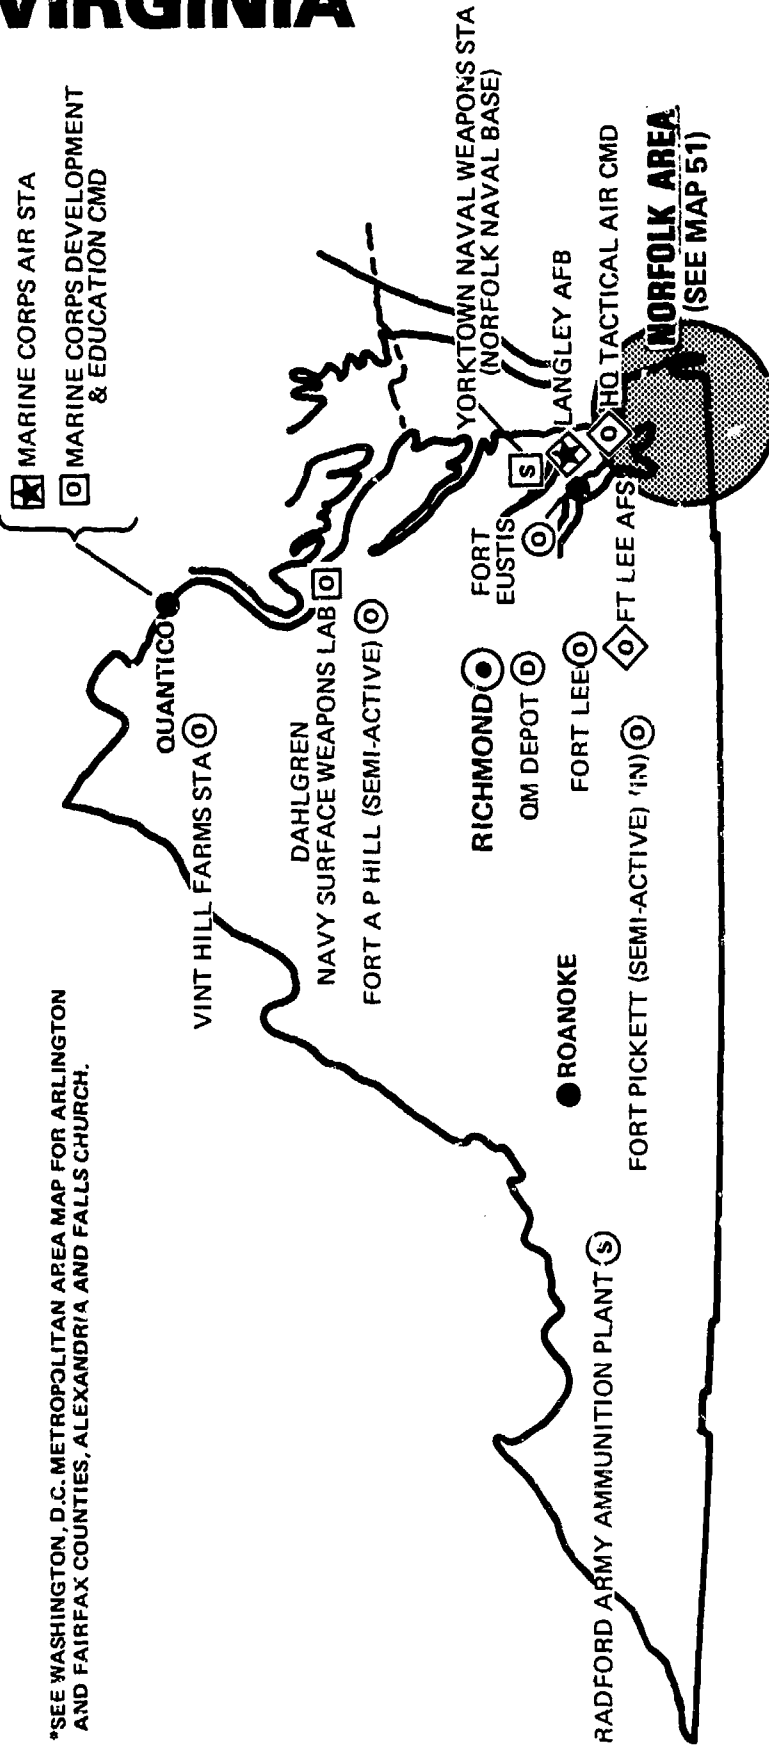 VIRGINIA
*SEE WASHINGTON, D.C. METROPOLITAN AREA MAP FOR ARLINGTON
AND FAIRFAX COUNTIES, ALEXANDRIA AND FALLS CHURCH.
MARINE CORPS AIR STA
O MARINE CORPS DEVELOPMENT
& EDUCATION CMD
QUANTICO
VINT HILL FARMS STA O
DAHLGREN
NAVY SURFACE WEAPONS LAB O
FORT A P HILL (SEMI-ACTIVE) O
YORKTOWN NAVAL WEAPONS STA
(NORFOLK NAVAL BASE)
S
FORT
EUSTIS
O
LANGLEY AFB
O HQ TACTICAL AIR CMD
RICHMOND
QM DEPOT D
FORT LEE O
O FT LEE AFS
NORFOLK AREA
(SEE MAP 51)
ROANOKE
FORT PICKETT (SEMI-ACTIVE) 'IN) O
RADFORD ARMY AMMUNITION PLANT S